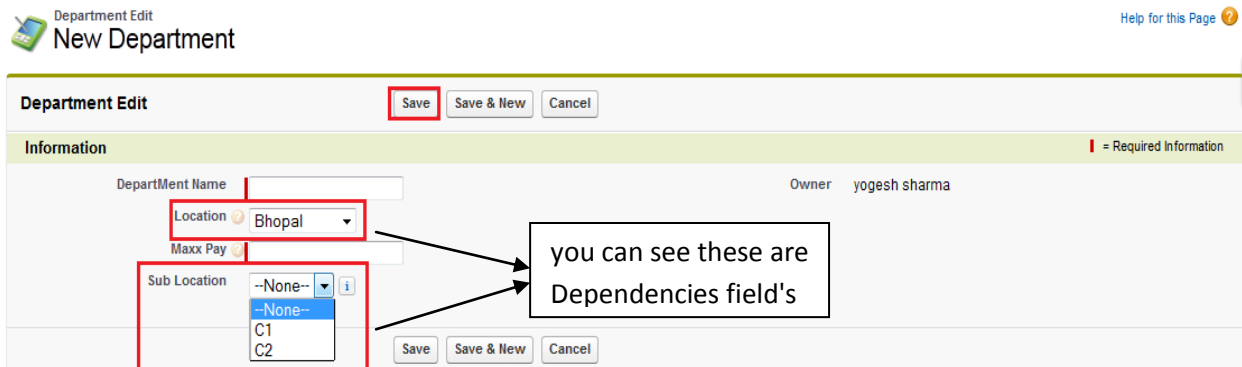 Department Edit
New Department
Help for this Page ?
Department Edit
Save
Save & New
Cancel
Information
= Required Information
DepartMent Name
Owner
yogesh sharma
Location ?
Bhopal
Maxx Pay ?
Sub Location
--None--
i
--None--
C1
C2
you can see these are
Dependencies field's
Save
Save & New
Cancel